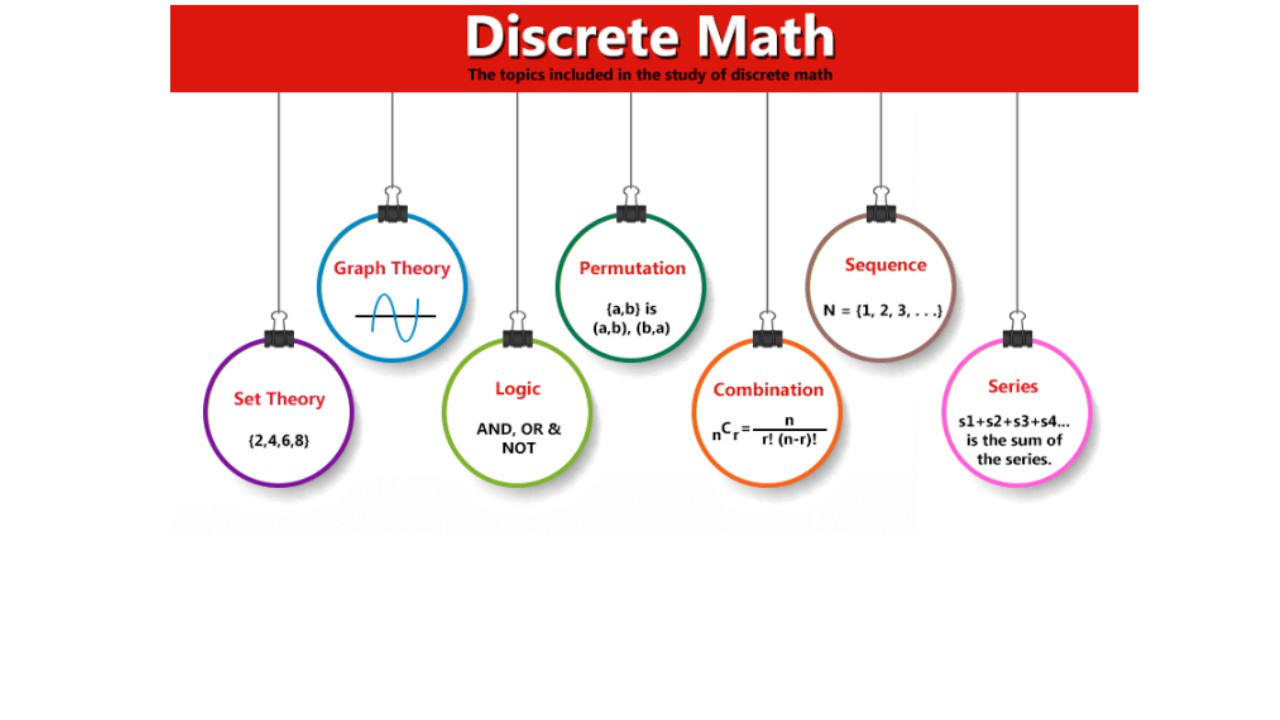 Discrete Math
The topics included in the study of discrete math
Graph Theory
Permutation
{a,b} is
(a,b), (b,a)
Sequence
N = {1, 2, 3, . . .}
Set Theory
{2,4,6,8}
Logic
AND, OR &
NOT
Combination
nCr = n
r! (n-r)!
Series
s1+s2+s3+s4...
is the sum of
the series.